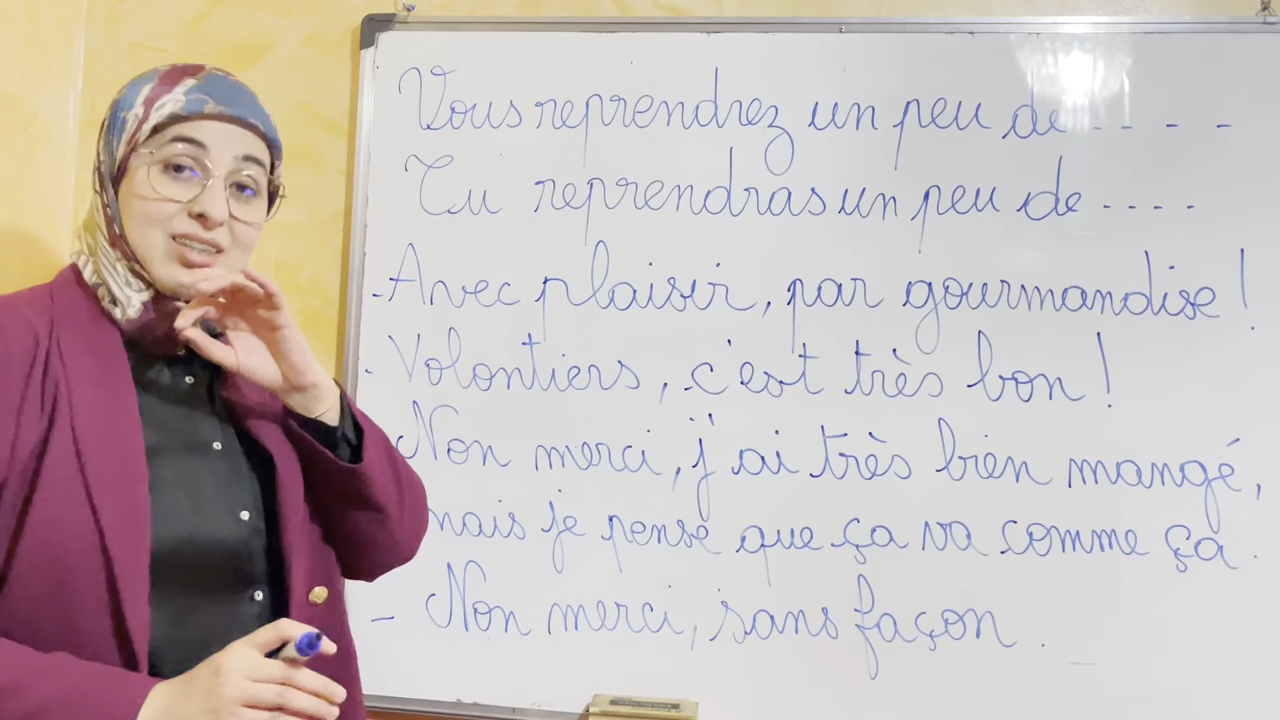 Vous reprendrez un peu de ....
Tu reprendras un peu de ....
- Avec plaisir, par gourmandise !
- Volontiers, c'est très bon !
Non merci, j'ai très bien mangé,
mais je pense que ça va comme ça.
- Non merci, sans façon.